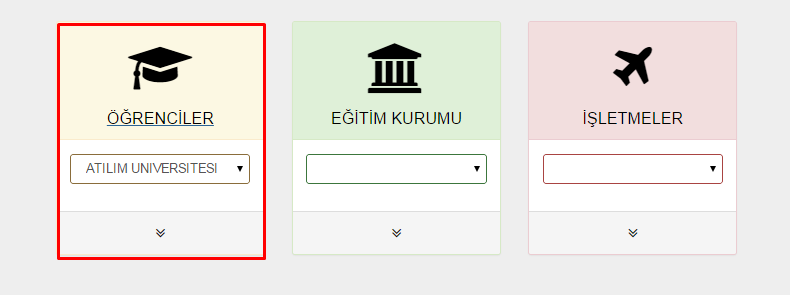 ÖĞRENCİLER
EĞİTİM KURUMU
İŞLETMELER
ATILIM UNIVERSITESI